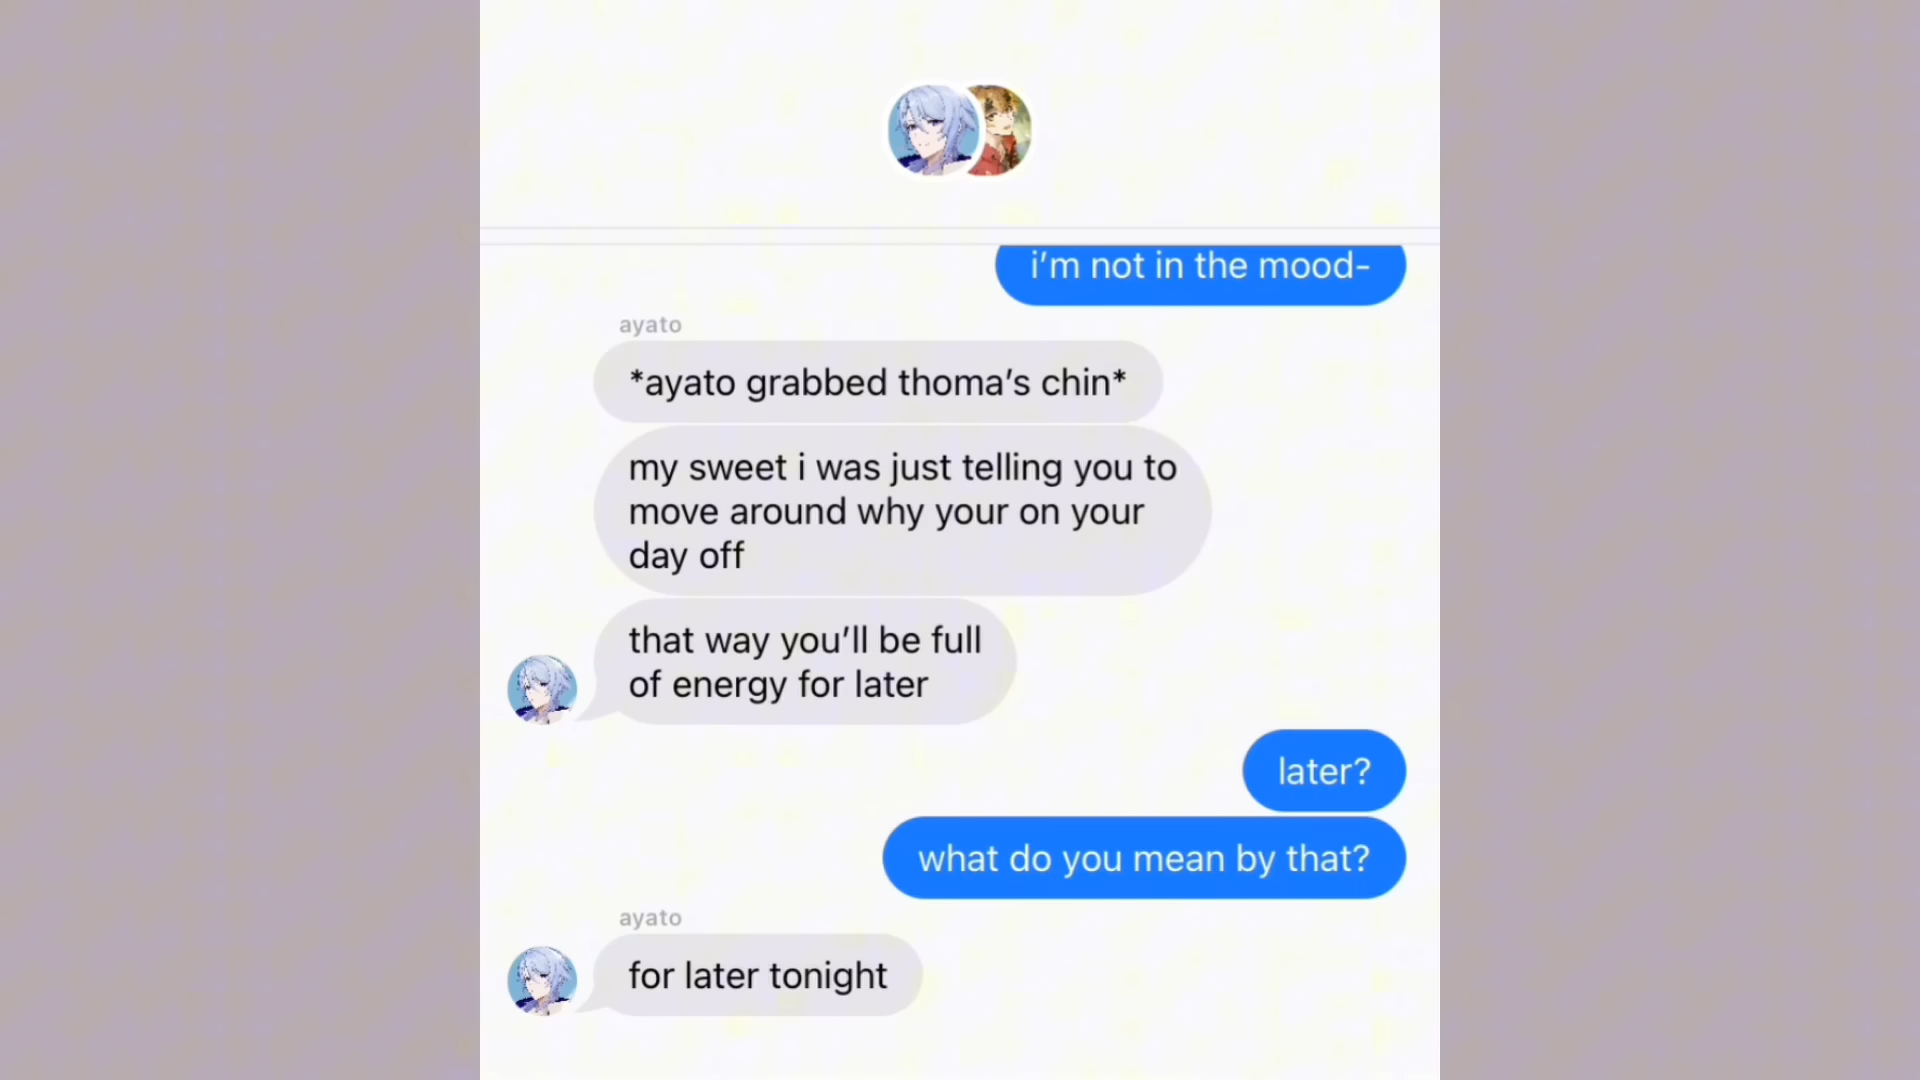 i’m not in the mood-
ayato
*ayato grabbed thoma’s chin*
my sweet i was just telling you to
move around why your on your
day off
that way you’ll be full
of energy for later
later?
what do you mean by that?
ayato
for later tonight